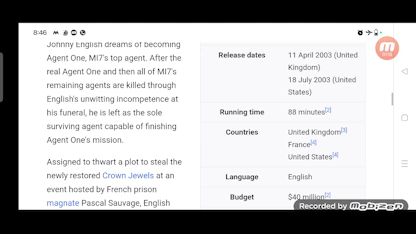 8:46
Johnny English dreams of becoming
Agent One, MI7's top agent. After the
real Agent One and then all of MI7's
remaining agents are killed through
English's unwitting incompetence at
his funeral, he is left as the sole
surviving agent capable of finishing
Agent One's mission.
Assigned to thwart a plot to steal the
newly restored Crown Jewels at an
event hosted by French prison
magnate Pascal Sauvage, English
Release dates
11 April 2003 (United
Kingdom)
18 July 2003 (United
States)
Running time
88 minutes[2]
Countries
United Kingdom[3]
France[4]
United States[4]
Language
English
Budget
$40 million[2]
Recorded by Mobizen